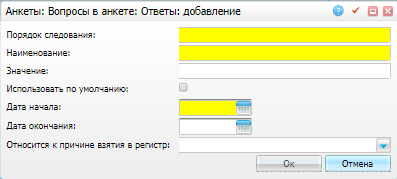 Анкеты: Вопросы в анкете: Ответы: добавление
Порядок следования:
Наименование:
Значение:
Использовать по умолчанию:
Дата начала:
Дата окончания:
Относится к причине взятия в регистр:
Ок Отмена